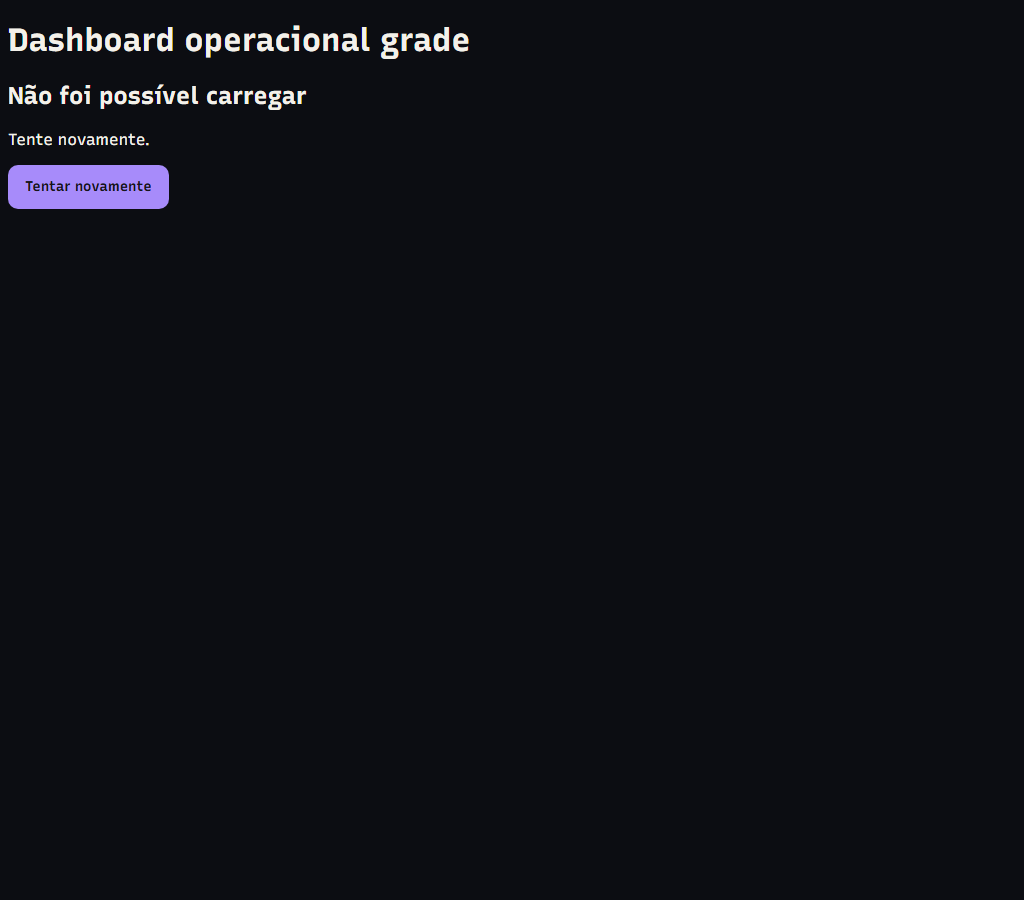 Dashboard operacional grade
Não foi possível carregar
Tente novamente.
Tentar novamente